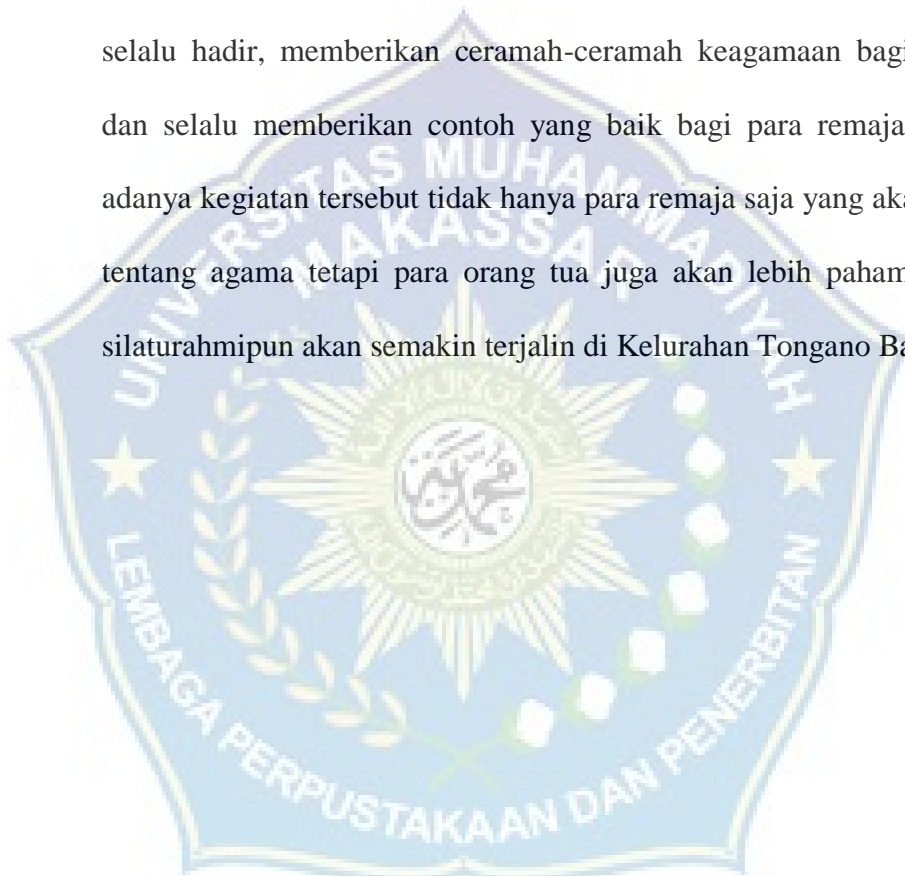 selalu hadir, memberikan ceramah-ceramah keagamaan bagi
dan selalu memberikan contoh yang baik bagi para remaja.
adanya kegiatan tersebut tidak hanya para remaja saja yang aka
tentang agama tetapi para orang tua juga akan lebih paham
silaturahmipun akan semakin terjalin di Kelurahan Tongano Ba
UNIVERSITAS MUHAMMADIYAH
MAKASSAR
LEMBAGA PERPUSTAKAAN DAN PENERBITAN